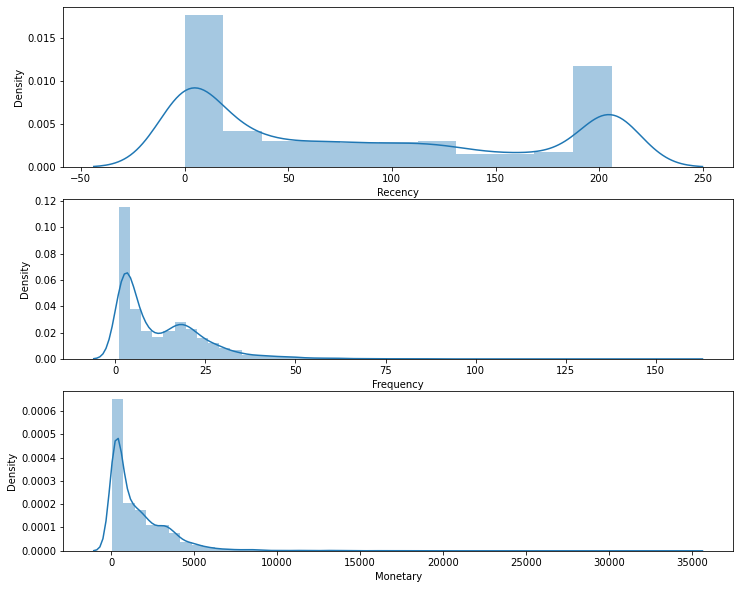 0.015
0.010
0.005
0.000
Density
−50 0 50 100 150 200 250
Recency
0.12
0.10
0.08
0.06
0.04
0.02
0.00
Density
0 25 50 75 100 125 150
Frequency
0.0006
0.0005
0.0004
0.0003
0.0002
0.0001
0.0000
Density
0 5000 10000 15000 20000 25000 30000 35000
Monetary